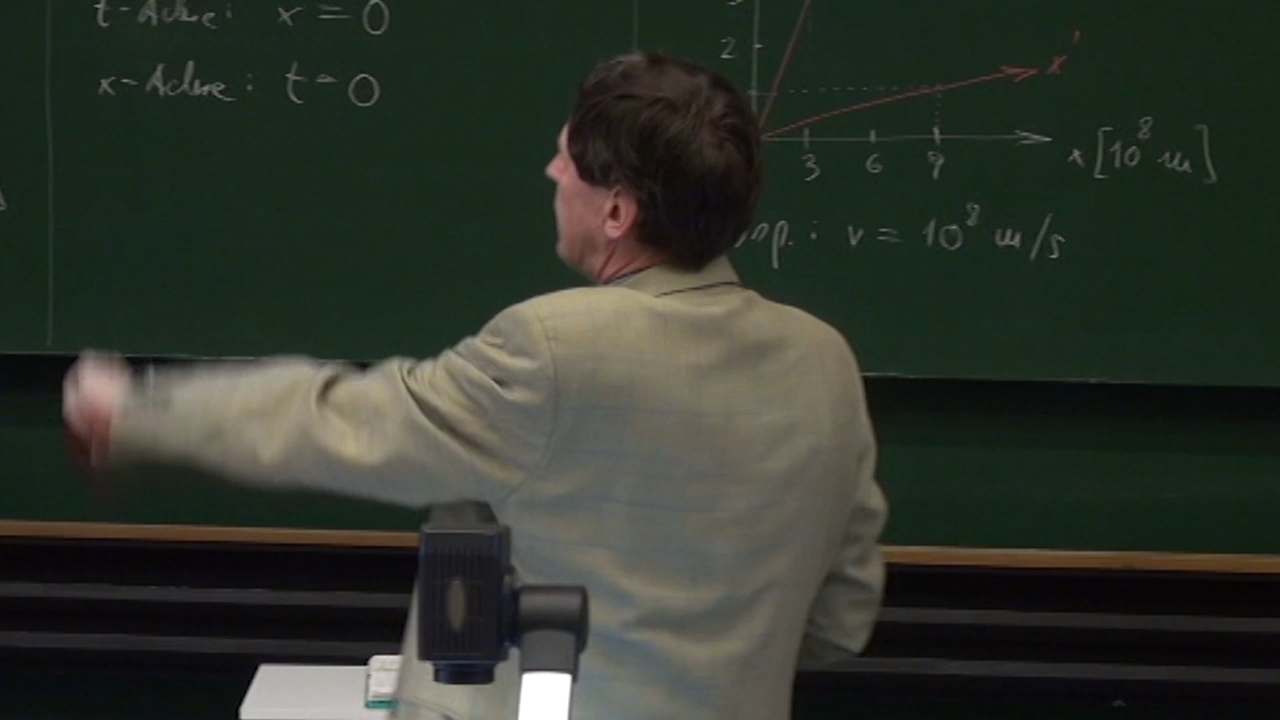 t-Achse: x = 0
x-Achse: t = 0
2
x'
3 6 9
x [10⁸ m]
v = 10⁸ m/s